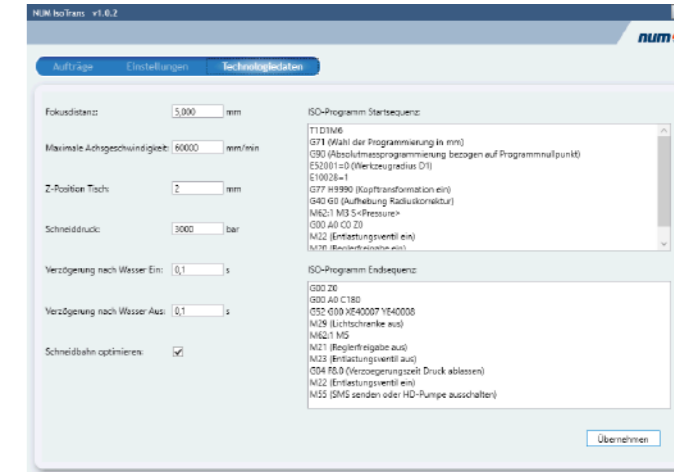 NUM IsoTrans v1.0.2
num
Aufträge Einstellungen Technologiedaten
Fokusdistanz: 5,000 mm
Maximale Achsgeschwindigkeit: 60000 mm/min
Z-Position Tisch: 2 mm
Schneiddruck: 3000 bar
Verzögerung nach Wasser Ein: 0,1 s
Verzögerung nach Wasser Aus: 0,1 s
Schneidbahn optimieren:
ISO-Programm Startsequenz:
T1D1M6
G71 (Wahl der Programmierung in mm)
G90 (Absolutmassprogrammierung bezogen auf Programmnullpunkt)
E52001=0 (Werkzeugradius D1)
E10028=1
G77 H9990 (Kopftransformation ein)
G40 G0 (Aufhebung Radiuskorrektur)
M62:1 M3 S<Pressure>
G00 A0 C0 Z0
M22 (Entlastungsventil ein)
M20 (Reglerfreigabe ein)
ISO-Programm Endsequenz:
G00 Z0
G00 A0 C180
G52 G00 XE40007 YE40008
M29 (Lichtschranke aus)
M62:1 M5
M21 (Reglerfreigabe aus)
M23 (Entlastungsventil aus)
G04 F8.0 (Verzoegerungszeit Druck ablassen)
M22 (Entlastungsventil ein)
M55 (SMS senden oder HD-Pumpe ausschalten)
Übernehmen